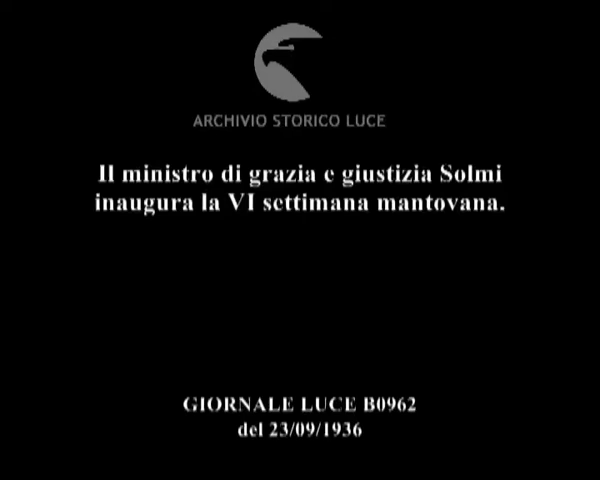 ARCHIVIO STORICO LUCE
Il ministro di grazia e giustizia Solmi
inaugura la VI settimana mantovana.
GIORNALE LUCE B0962
del 23/09/1936